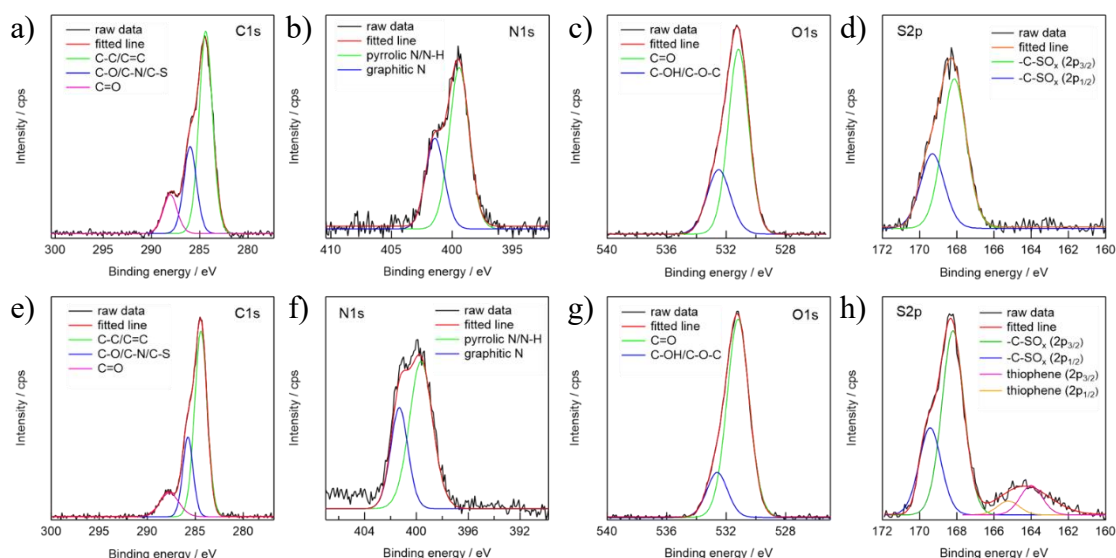 a)
C1s
raw data
fitted line
C-C/C=C
C-O/C-N/C-S
C=O
Intensity / cps
300 295 290 285 280
Binding energy / eV
b)
N1s
raw data
fitted line
pyrrolic N/N-H
graphitic N
Intensity / cps
410 405 400 395
Binding energy / eV
c)
O1s
raw data
fitted line
C=O
C-OH/C-O-C
Intensity / cps
540 536 532 528
Binding energy / eV
d)
S2p
raw data
fitted line
-C-SOₓ (2p₃/₂)
-C-SOₓ (2p₁/₂)
Intensity / cps
172 170 168 166 164 162 160
Binding energy / eV
e)
C1s
raw data
fitted line
C-C/C=C
C-O/C-N/C-S
C=O
Intensity / cps
300 295 290 285 280
Binding energy / eV
f)
N1s
raw data
fitted line
pyrrolic N/N-H
graphitic N
Intensity / cps
404 400 396 392
Binding energy / eV
g)
O1s
raw data
fitted line
C=O
C-OH/C-O-C
Intensity / cps
540 536 532 528
Binding energy / eV
h)
S2p
raw data
fitted line
-C-SOₓ (2p₃/₂)
-C-SOₓ (2p₁/₂)
thiophene (2p₃/₂)
thiophene (2p₁/₂)
Intensity / cps
172 170 168 166 164 162 160
Binding energy / eV